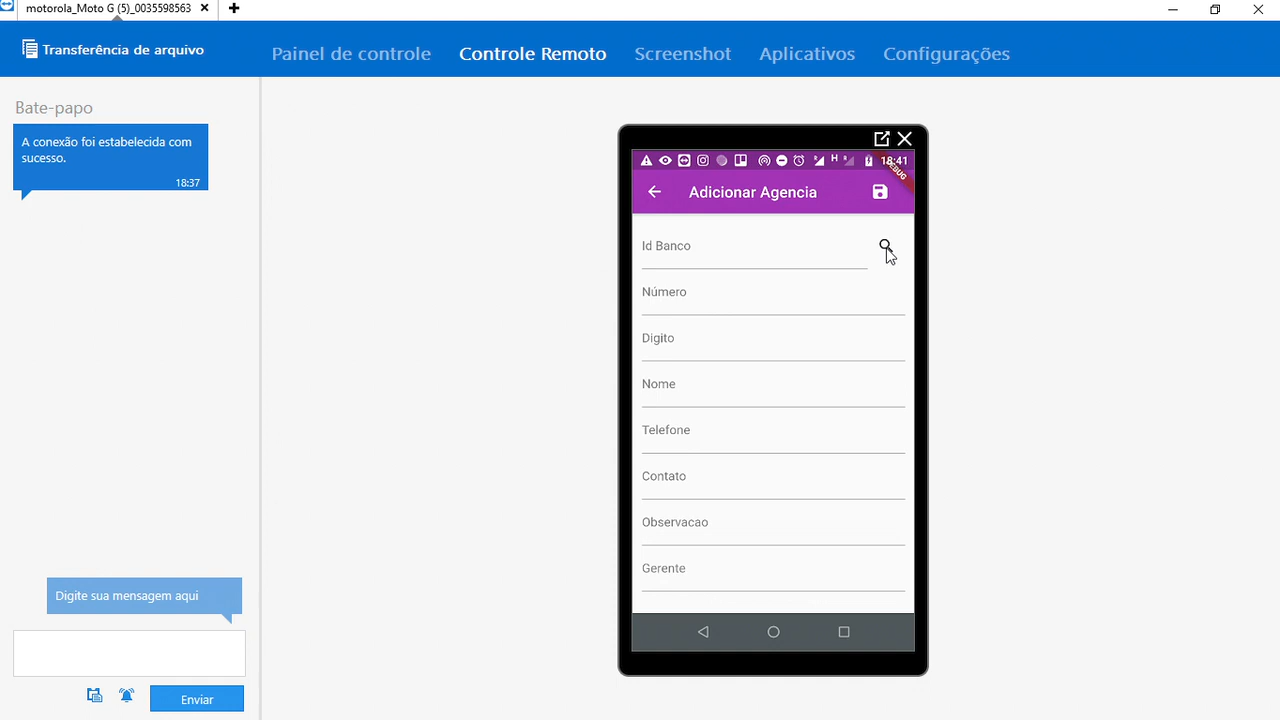 motorola_Moto G (5)_0035598563
Transferência de arquivo
Painel de controle
Controle Remoto
Screenshot
Aplicativos
Configurações
Bate-papo
A conexão foi estabelecida com
sucesso.
18:37
H
18:41
DEBUG
Adicionar Agencia
Id Banco
Número
Digito
Nome
Telefone
Contato
Observacao
Gerente
Digite sua mensagem aqui
Enviar